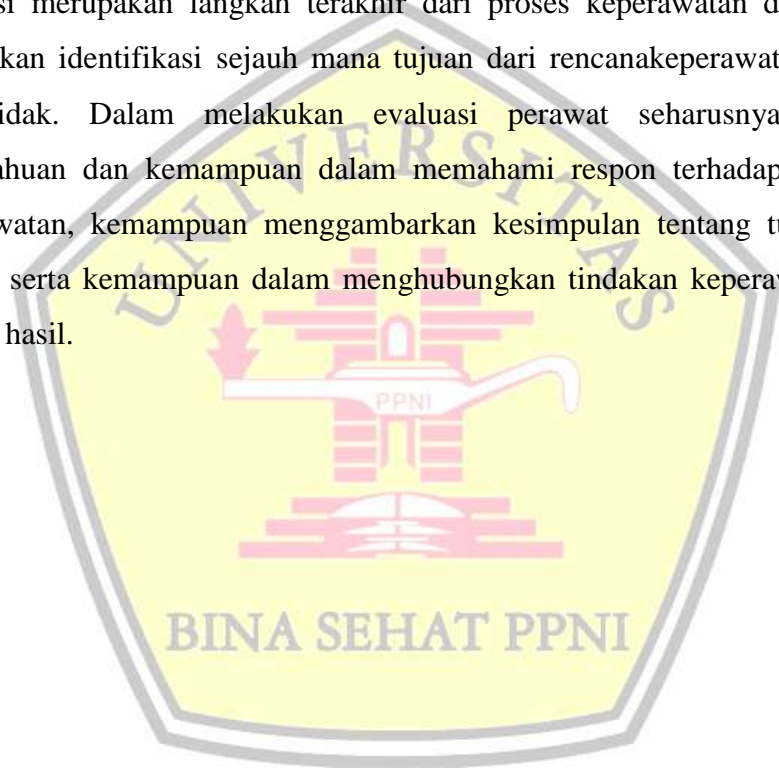 si merupakan langkah terakhir dari proses keperawatan d
kan identifikasi sejauh mana tujuan dari rencanakeperawat
idak. Dalam melakukan evaluasi perawat seharusnya
ahuan dan kemampuan dalam memahami respon terhadap
watan, kemampuan menggambarkan kesimpulan tentang tu
serta kemampuan dalam menghubungkan tindakan kepera
hasil.
UNIVERSITAS
PPNI
BINA SEHAT PPNI